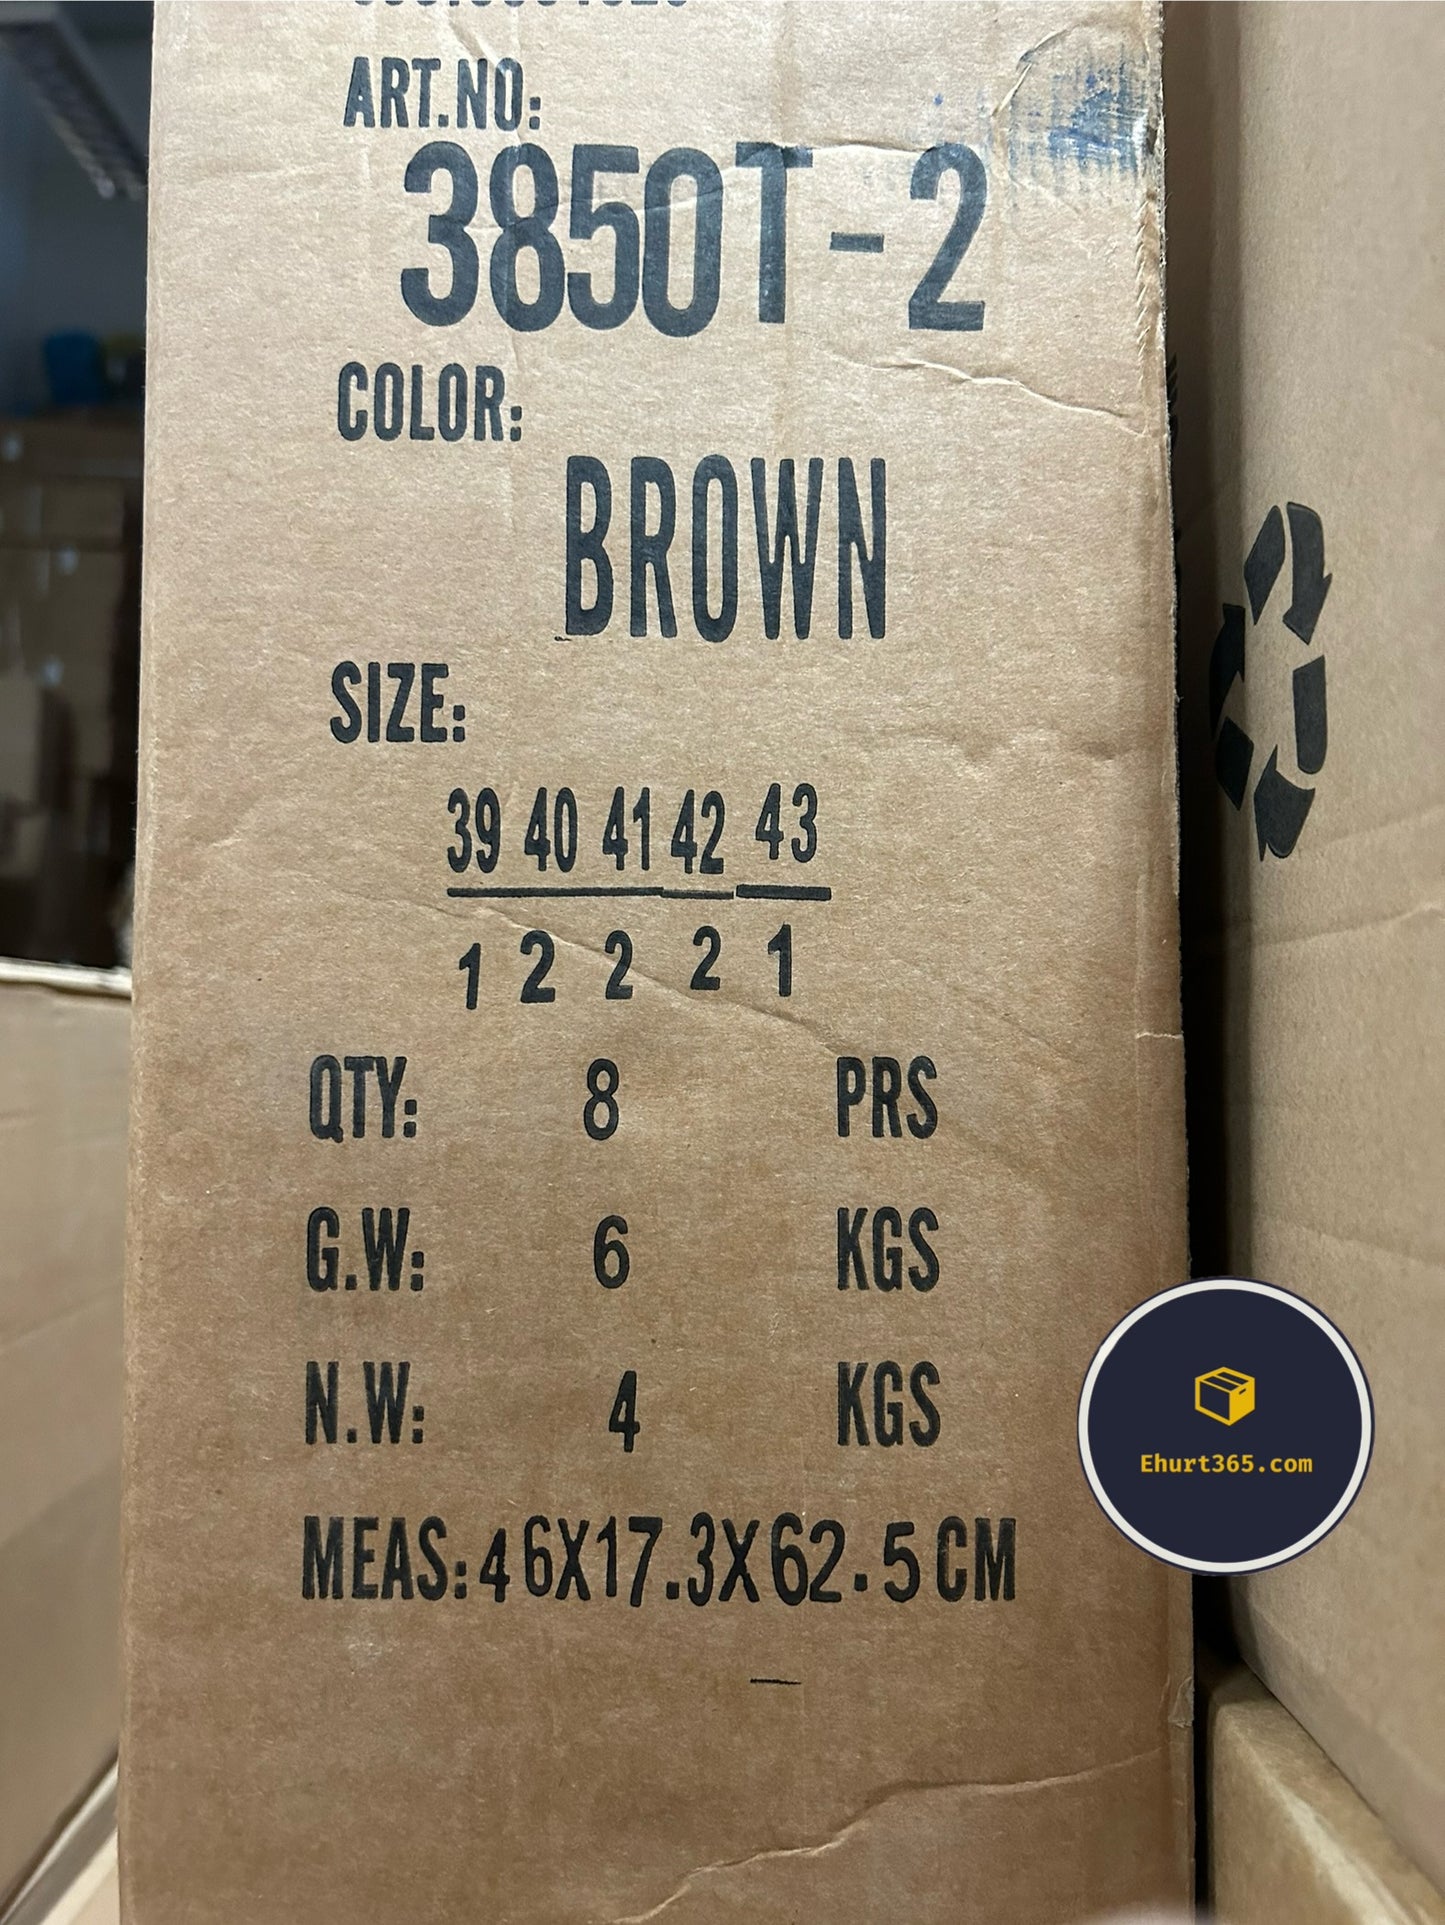 ART.NO:
3850T-2
COLOR:
BROWN
SIZE:
39 40 41 42 43
1 2 2 2 1
QTY: 8 PRS
G.W: 6 KGS
N.W: 4 KGS
MEAS:46X17.3X62.5CM
Ehurt365.com